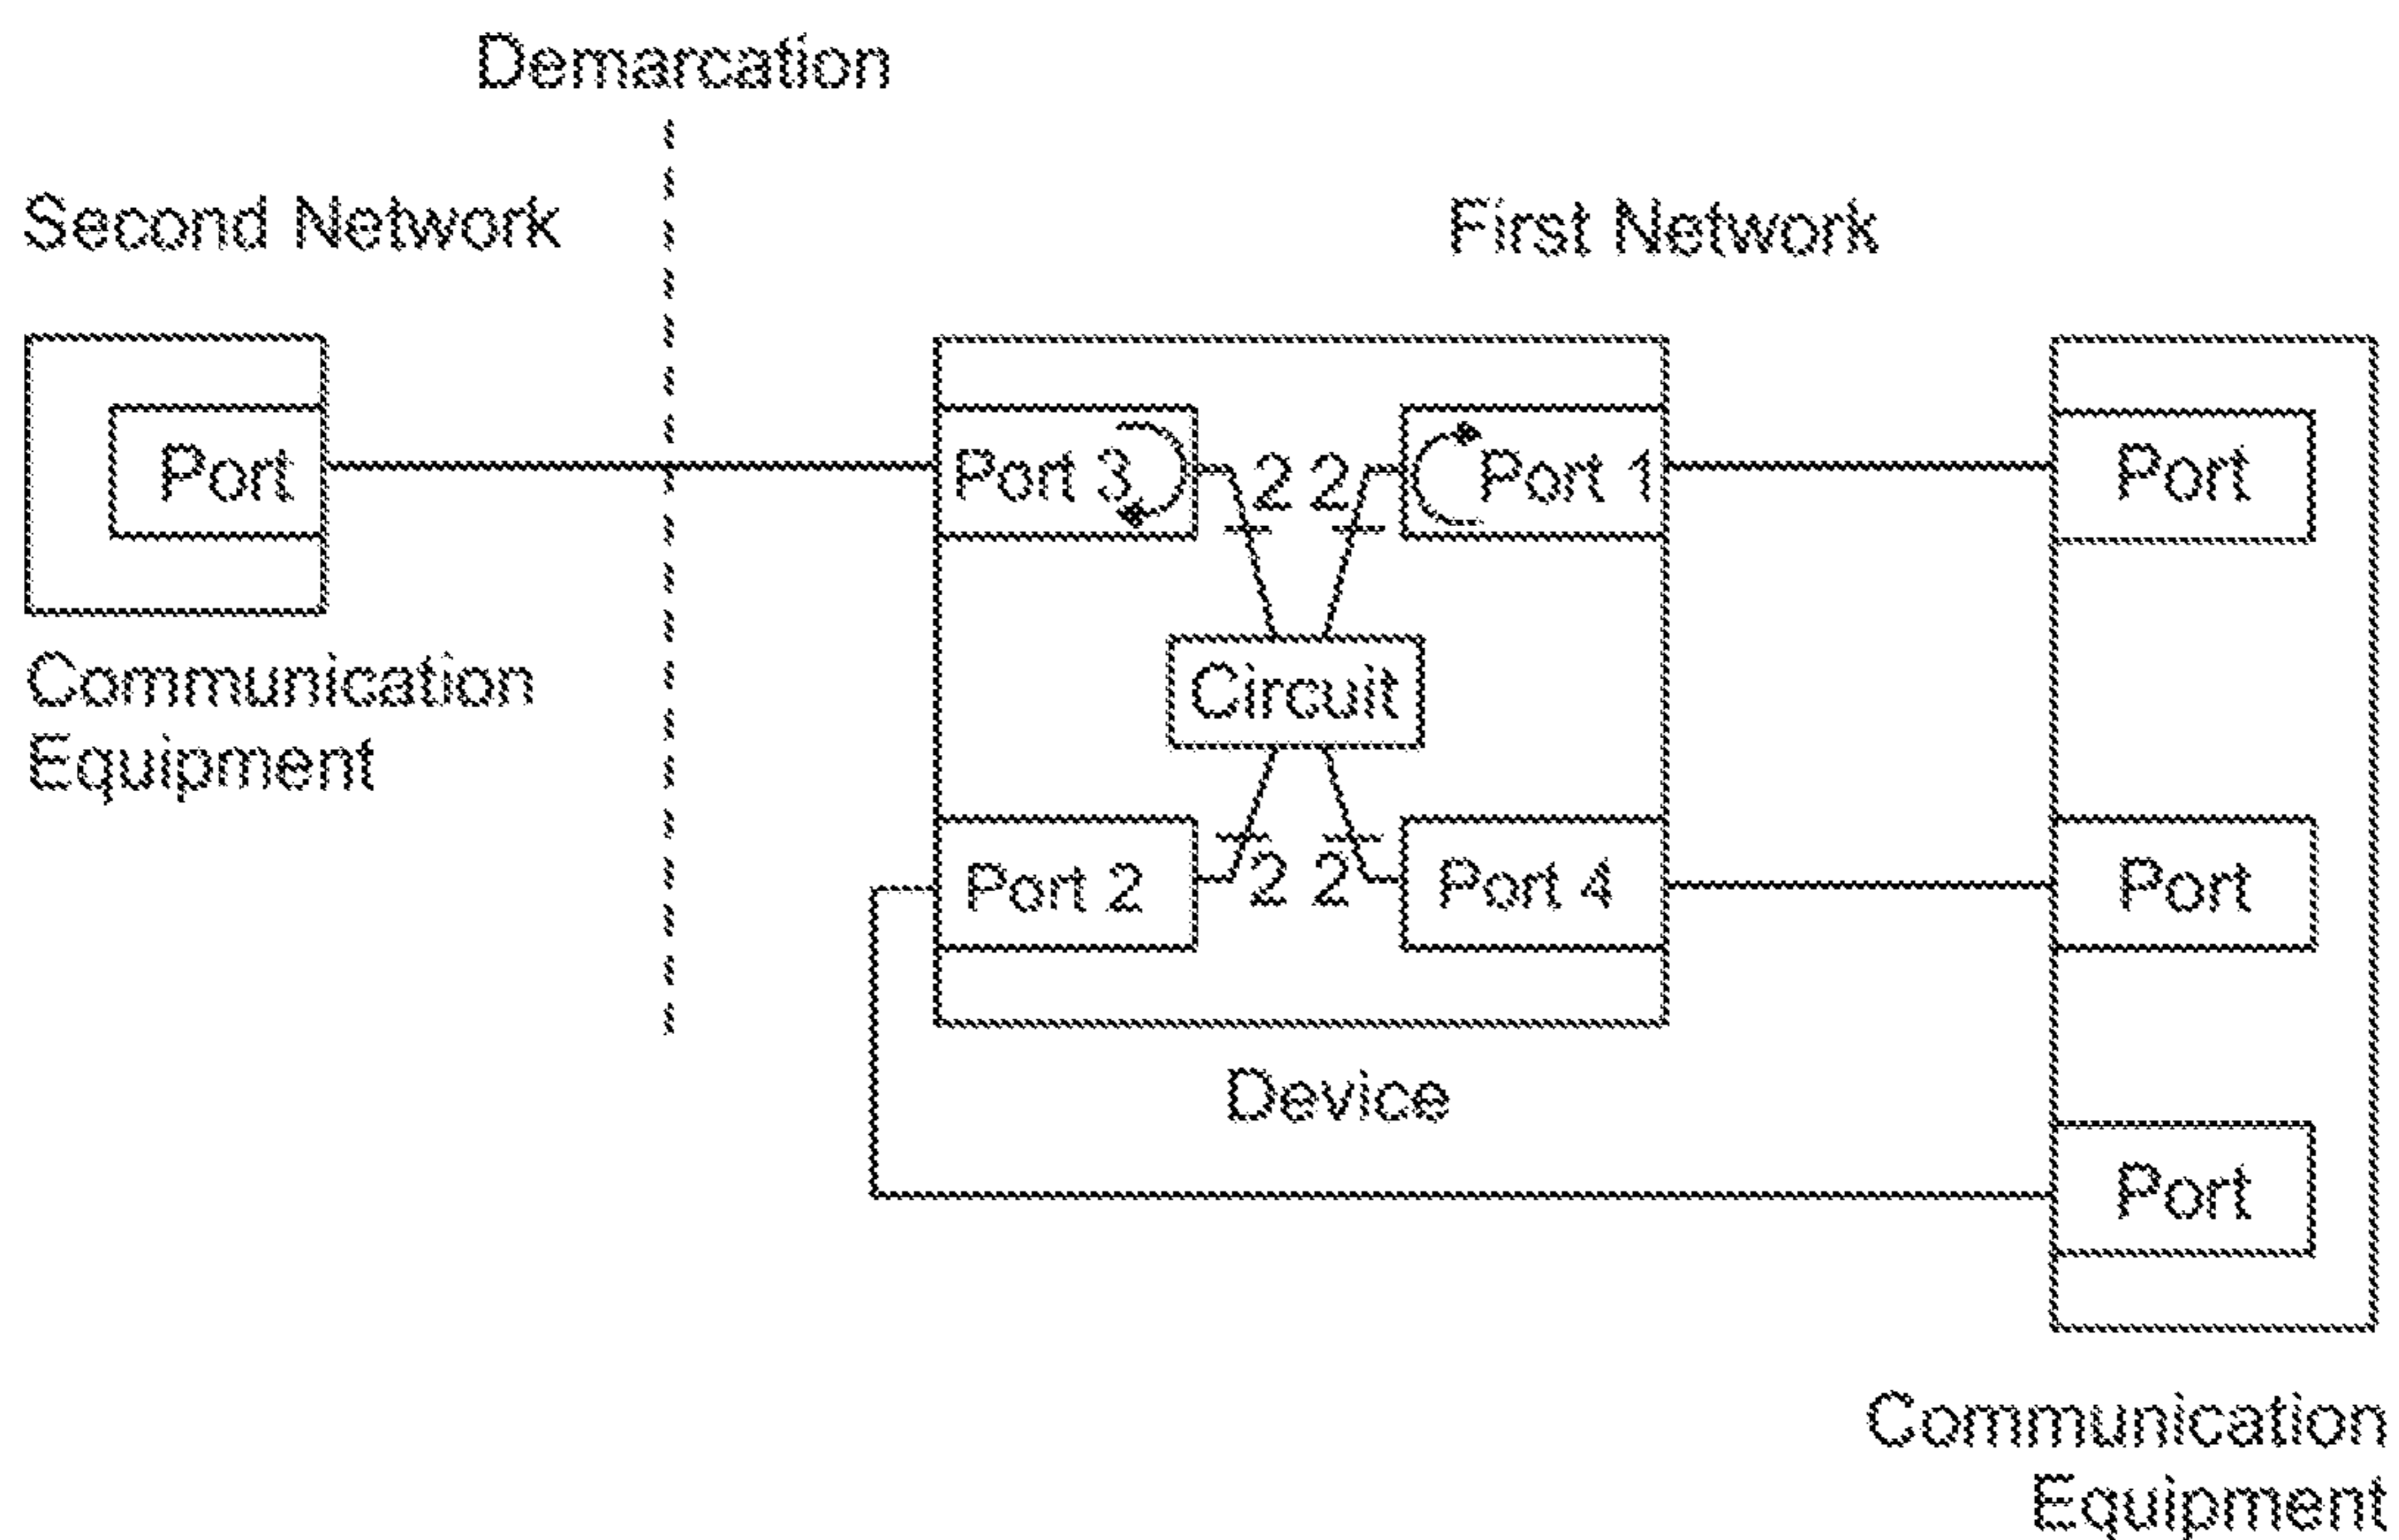 Demarcation
Second Network
First Network
Port
Port 3
2 2
Port 1
Port
Circuit
Communication
Equipment
Port 2
2 2
Port 4
Port
Device
Port
Communication
Equipment